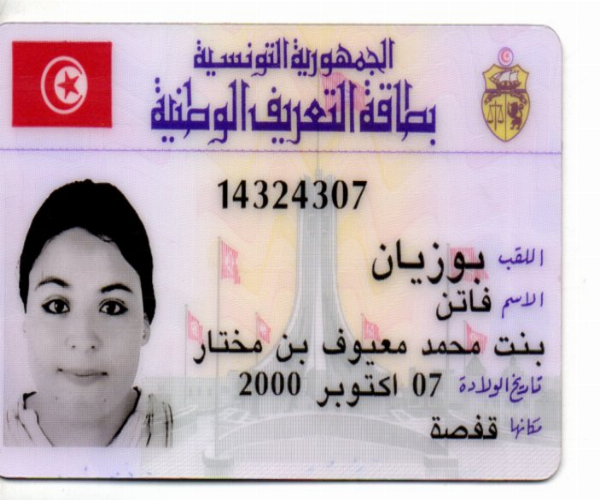 الجمهورية التونسية
بطاقة التعريف الوطنية
14324307
اللقب بوزيان
الاسم فاتن
بنت محمد معيوف بن مختار
تاريخ الولادة 07 اكتوبر 2000
مكانها قفصة